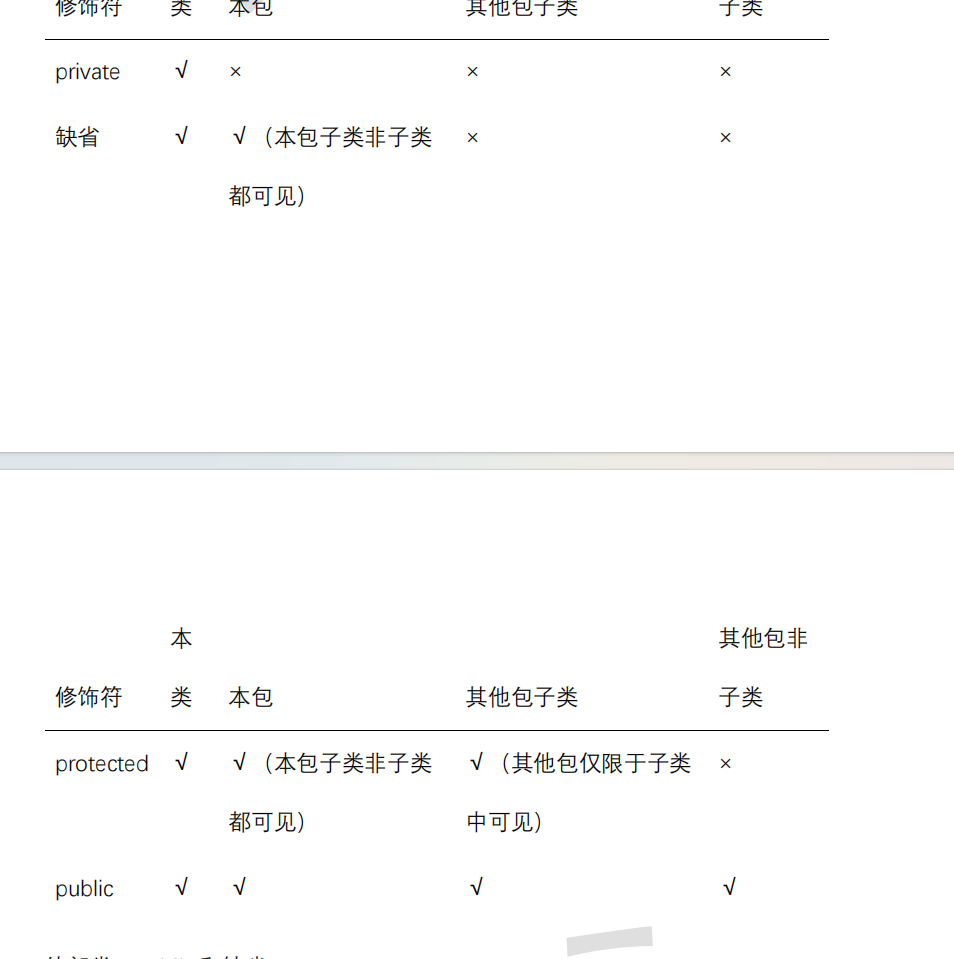 修饰符 类 本包 其他包子类 子类
private √ × × ×
缺省 √ √（本包子类非子类 × ×
都可见）
本 其他包非
修饰符 类 本包 其他包子类 子类
protected √ √（本包子类非子类 √（其他包仅限于子类 ×
都可见） 中可见）
public √ √ √ √